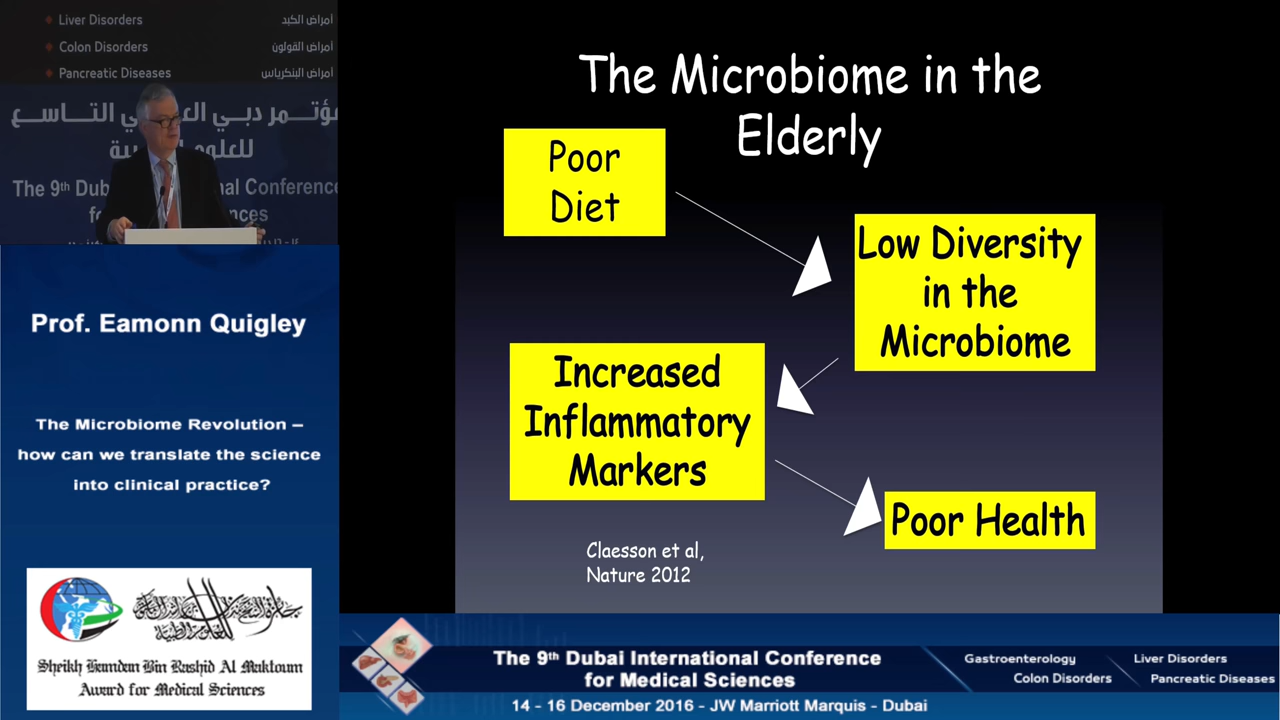 Liver Disorders
أمراض الكبد
Colon Disorders
أمراض القولون
Pancreatic Diseases
أمراض البنكرياس
The 9th Dub
nal Conference
Prof. Eamonn Quigley
The Microbiome Revolution –
how can we translate the science
into clinical practice?
Sheikh Hamdan Bin Rashid Al Maktoum
Award for Medical Sciences
The Microbiome in the
Elderly
Poor
Diet
Low Diversity
in the
Microbiome
Increased
Inflammatory
Markers
Poor Health
Claesson et al,
Nature 2012
The 9th Dubai International Conference
for Medical Sciences
14 - 16 December 2016 - JW Marriott Marquis - Dubai
Gastroenterology
Liver Disorders
Colon Disorders
Pancreatic Diseases